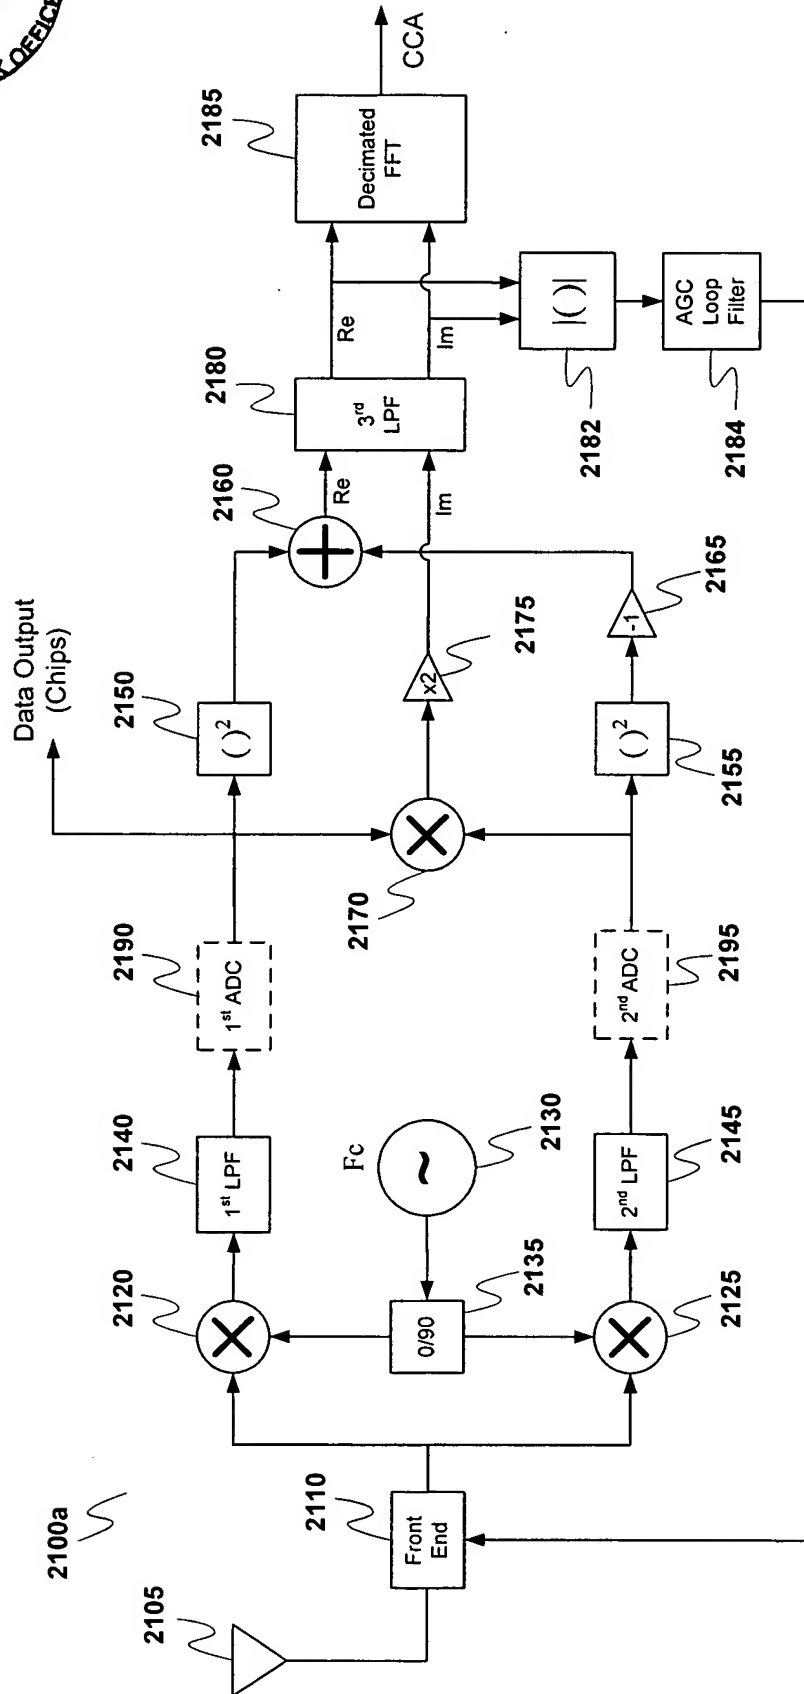 OFFICE
2100a
2105
2110
Front
End
2120
2125
2135
0/90
Fc
2130
~
2140
1st LPF
2145
2nd LPF
2190
1st ADC
2195
2nd ADC
Data Output
(Chips)
2150
( )²
2155
( )²
2170
2175
x2
2165
-1
2160
Re
Im
2180
3rd
LPF
Re
Im
2182
|( )|
2184
AGC
Loop
Filter
2185
Decimated
FFT
CCA